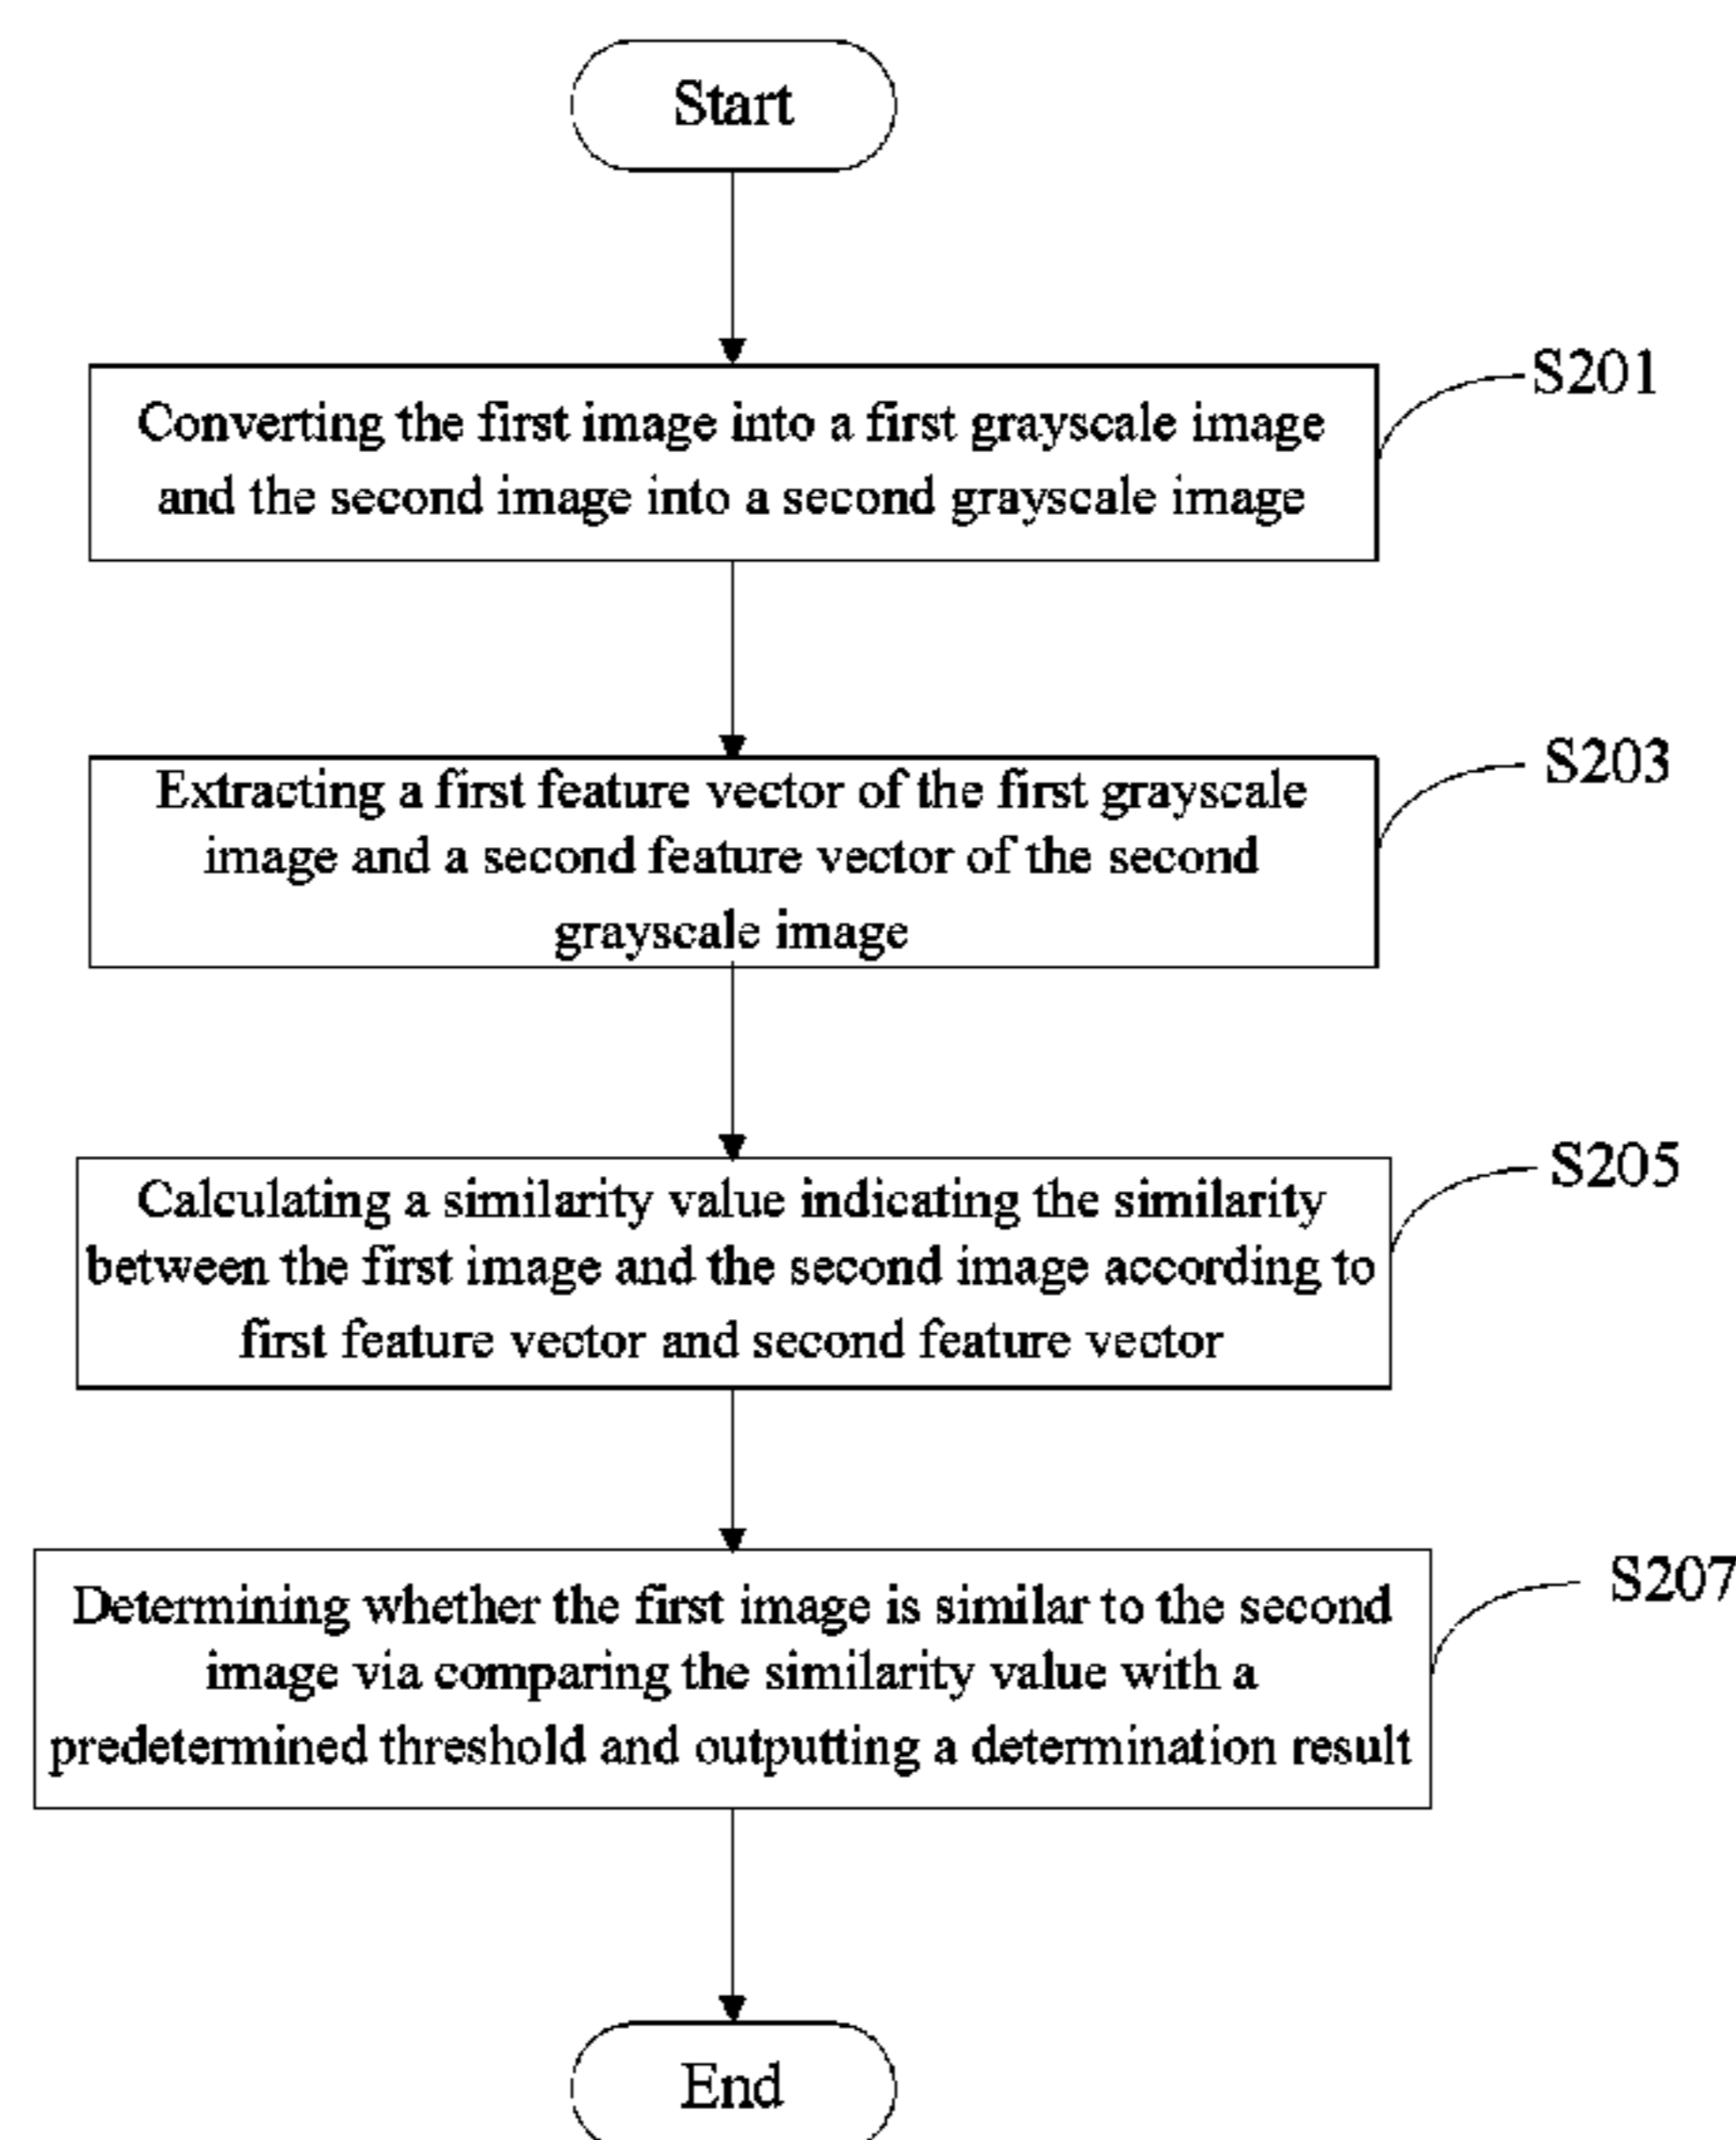 Start
S201
Converting the first image into a first grayscale image
and the second image into a second grayscale image
S203
Extracting a first feature vector of the first grayscale
image and a second feature vector of the second
grayscale image
S205
Calculating a similarity value indicating the similarity
between the first image and the second image according to
first feature vector and second feature vector
S207
Determining whether the first image is similar to the second
image via comparing the similarity value with a
predetermined threshold and outputting a determination result
End